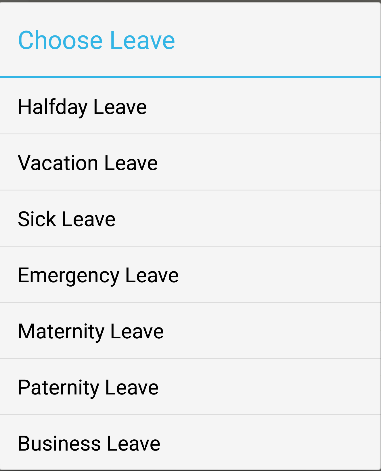 Choose Leave
Halfday Leave
Vacation Leave
Sick Leave
Emergency Leave
Maternity Leave
Paternity Leave
Business Leave